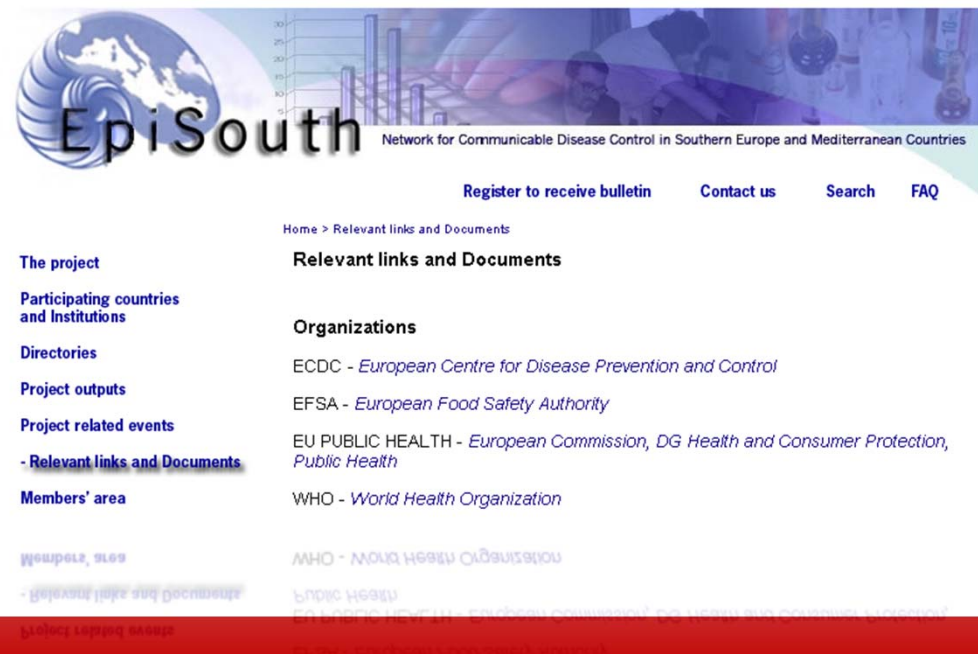 EpiSouth
Network for Communicable Disease Control in Southern Europe and Mediterranean Countries
Register to receive bulletin Contact us Search FAQ
Home > Relevant links and Documents
The project
Participating countries
and Institutions
Directories
Project outputs
Project related events
- Relevant links and Documents
Members' area
Relevant links and Documents
Organizations
ECDC - European Centre for Disease Prevention and Control
EFSA - European Food Safety Authority
EU PUBLIC HEALTH - European Commission, DG Health and Consumer Protection,
Public Health
WHO - World Health Organization